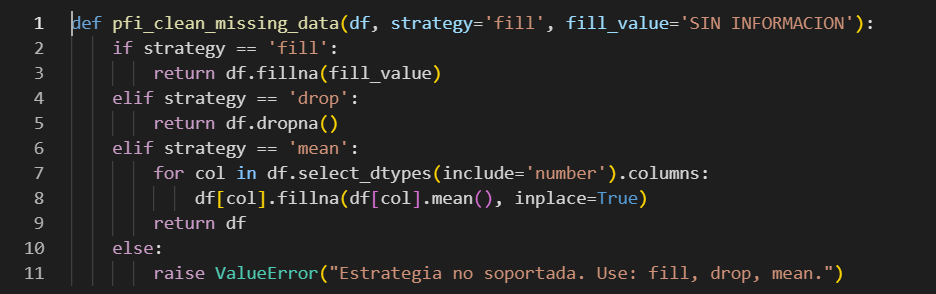 1 def pfi_clean_missing_data(df, strategy='fill', fill_value='SIN INFORMACION'):
2     if strategy == 'fill':
3         return df.fillna(fill_value)
4     elif strategy == 'drop':
5         return df.dropna()
6     elif strategy == 'mean':
7         for col in df.select_dtypes(include='number').columns:
8             df[col].fillna(df[col].mean(), inplace=True)
9         return df
10     else:
11         raise ValueError("Estrategia no soportada. Use: fill, drop, mean.")